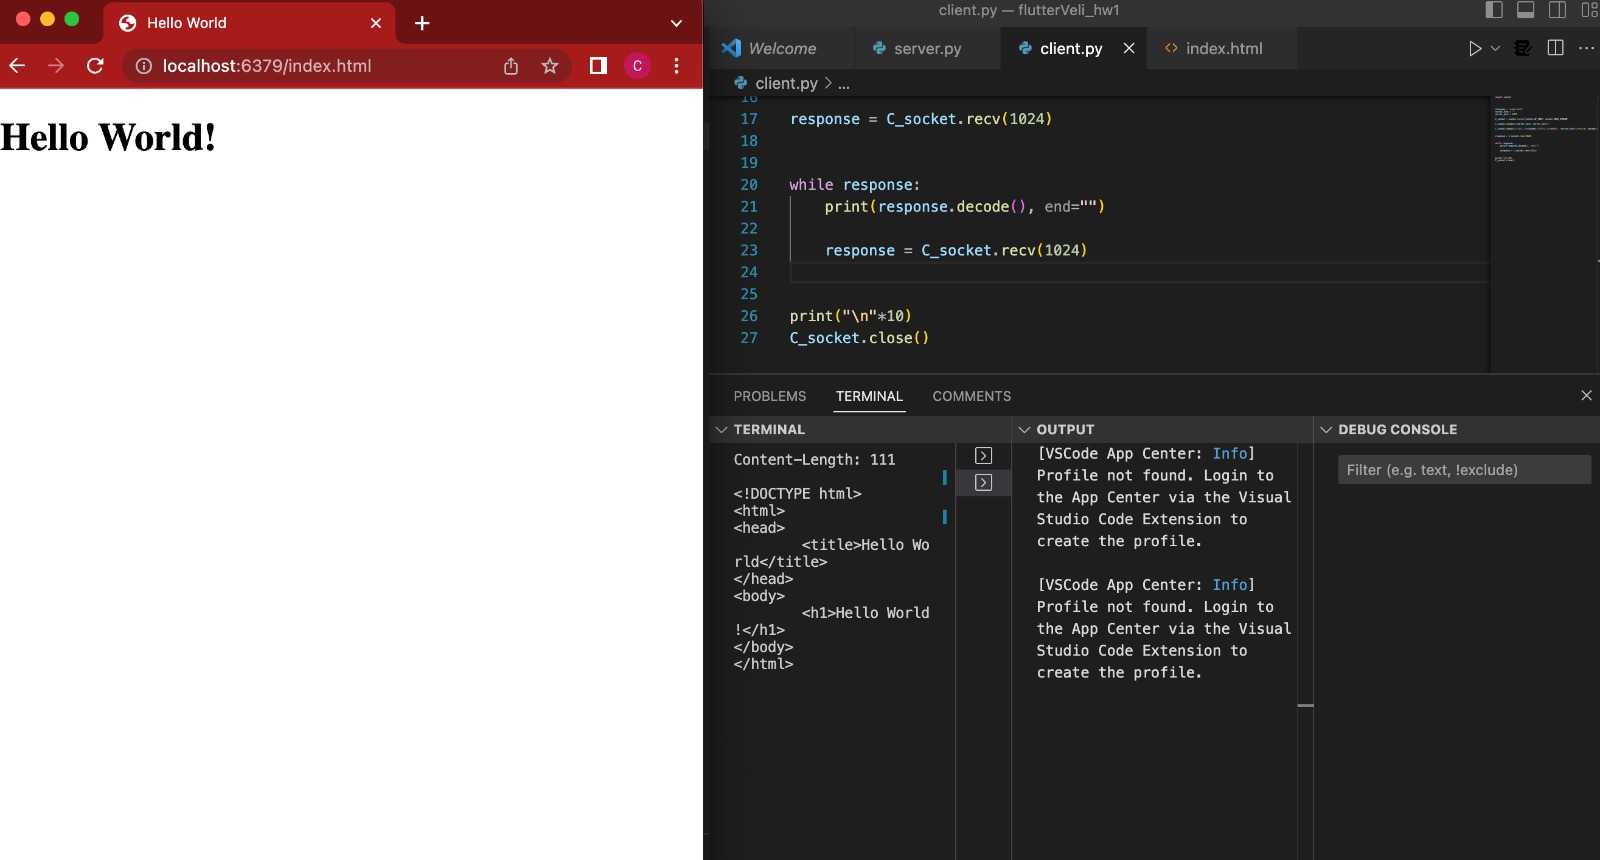 Hello World
localhost:6379/index.html
C
Hello World!
client.py — flutterVeli_hw1
Welcome
server.py
client.py
index.html
client.py > ...
16
17 response = C_socket.recv(1024)
18
19
20 while response:
21 print(response.decode(), end="")
22
23 response = C_socket.recv(1024)
24
25
26 print("\n"*10)
27 C_socket.close()
PROBLEMS TERMINAL COMMENTS
TERMINAL
Content-Length: 111
<!DOCTYPE html>
<html>
<head>
<title>Hello Wo
rld</title>
</head>
<body>
<h1>Hello World
!</h1>
</body>
</html>
OUTPUT
[VSCode App Center: Info]
Profile not found. Login to
the App Center via the Visual
Studio Code Extension to
create the profile.
[VSCode App Center: Info]
Profile not found. Login to
the App Center via the Visual
Studio Code Extension to
create the profile.
DEBUG CONSOLE
Filter (e.g. text, !exclude)